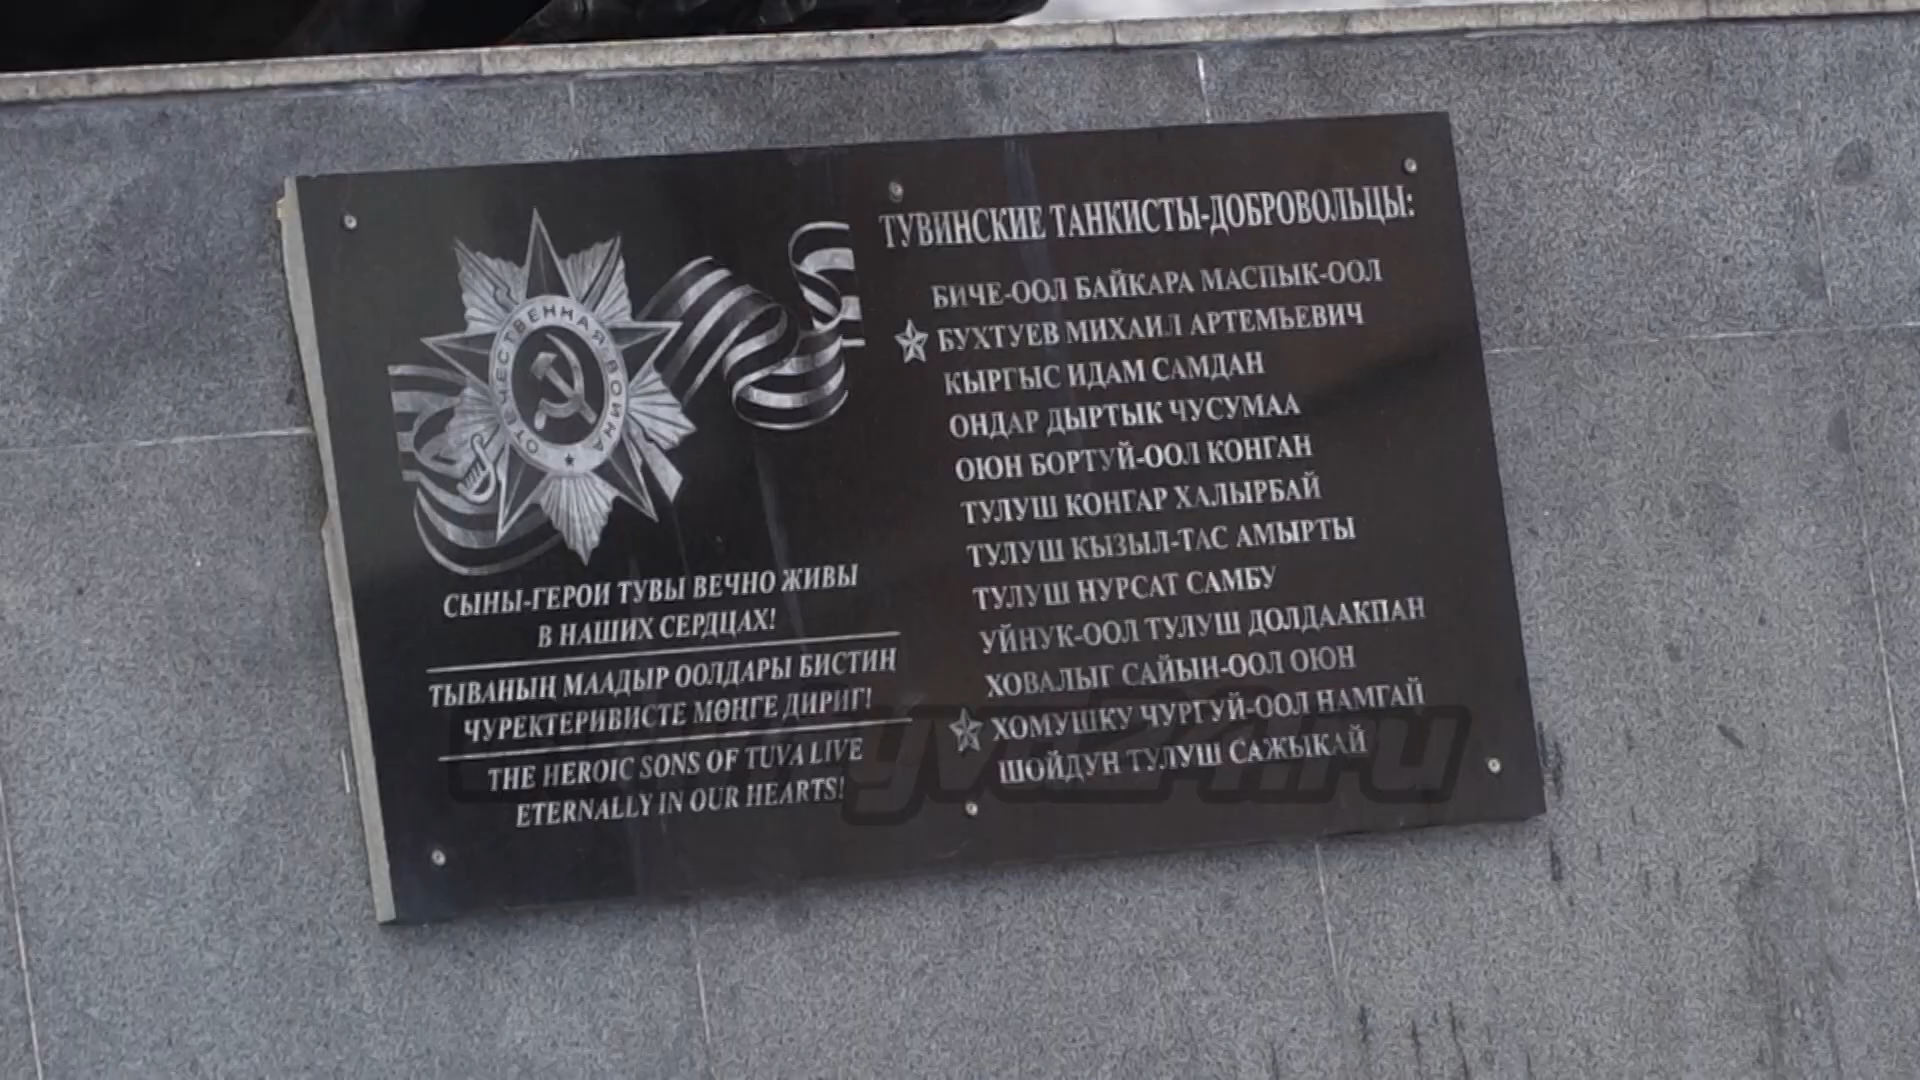 ОТЕЧЕСТВЕННАЯ ВОЙНА
СЫНЫ-ГЕРОИ ТУВЫ ВЕЧНО ЖИВЫ
В НАШИХ СЕРДЦАХ!
ТЫВАНЫҢ МААДЫР ООЛДАРЫ БИСТИҢ
ЧУРЕКТЕРИВИСТЕ МӨҢГЕ ДИРИГ!
THE HEROIC SONS OF TUVA LIVE
ETERNALLY IN OUR HEARTS!
ТУВИНСКИЕ ТАНКИСТЫ-ДОБРОВОЛЬЦЫ:
БИЧЕ-ООЛ БАЙКАРА МАСПЫК-ООЛ
БУХТУЕВ МИХАИЛ АРТЕМЬЕВИЧ
КЫРГЫС ИДАМ САМДАН
ОНДАР ДЫРТЫК ЧУСУМАА
ОЮН БОРТУЙ-ООЛ КОНГАН
ТУЛУШ КОНГАР ХАЛЫРБАЙ
ТУЛУШ КЫЗЫЛ-ТАС АМЫРТЫ
ТУЛУШ НУРСАТ САМБУ
УЙНУК-ООЛ ТУЛУШ ДОЛДААКПАН
ХОВАЛЫГ САЙЫН-ООЛ ОЮН
ХОМУШКУ ЧУРГУЙ-ООЛ НАМГАЙ
ШОЙДУН ТУЛУШ САЖЫКАЙ